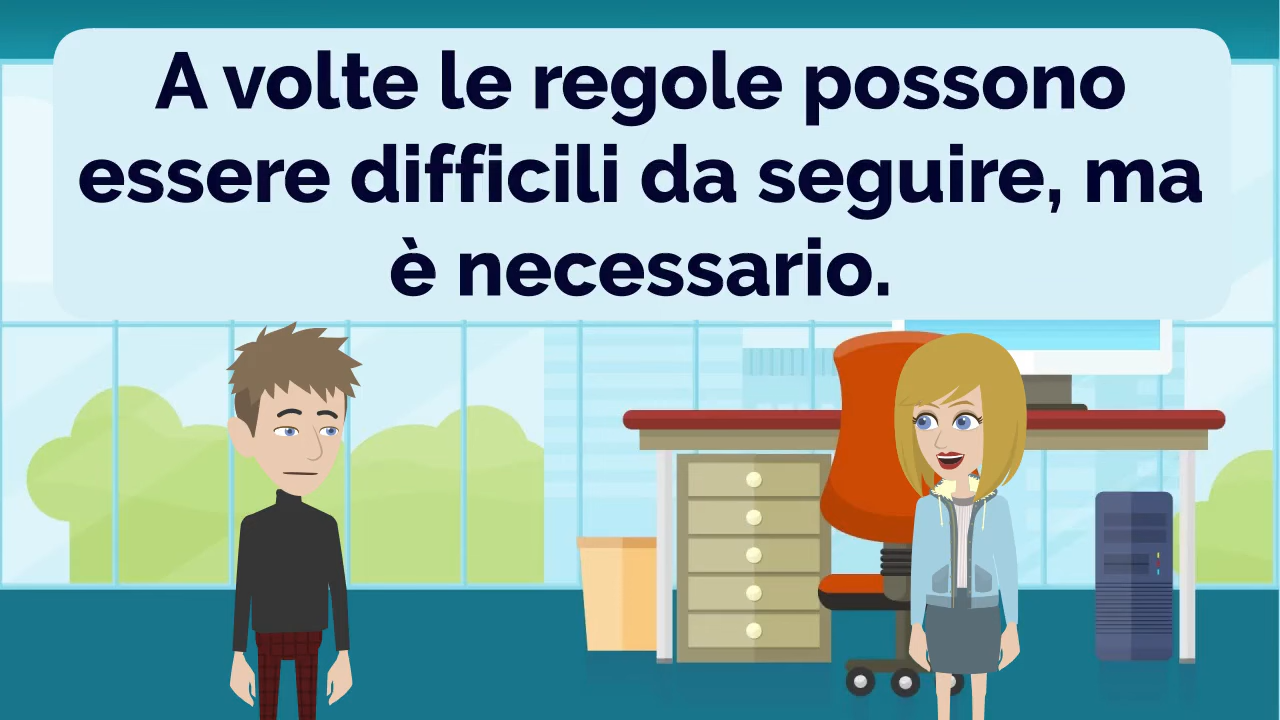 A volte le regole possono
essere difficili da seguire, ma
è necessario.